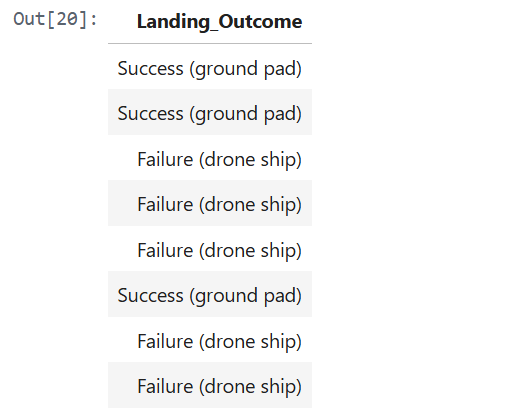 Out[20]:
Landing_Outcome
Success (ground pad)
Success (ground pad)
Failure (drone ship)
Failure (drone ship)
Failure (drone ship)
Success (ground pad)
Failure (drone ship)
Failure (drone ship)